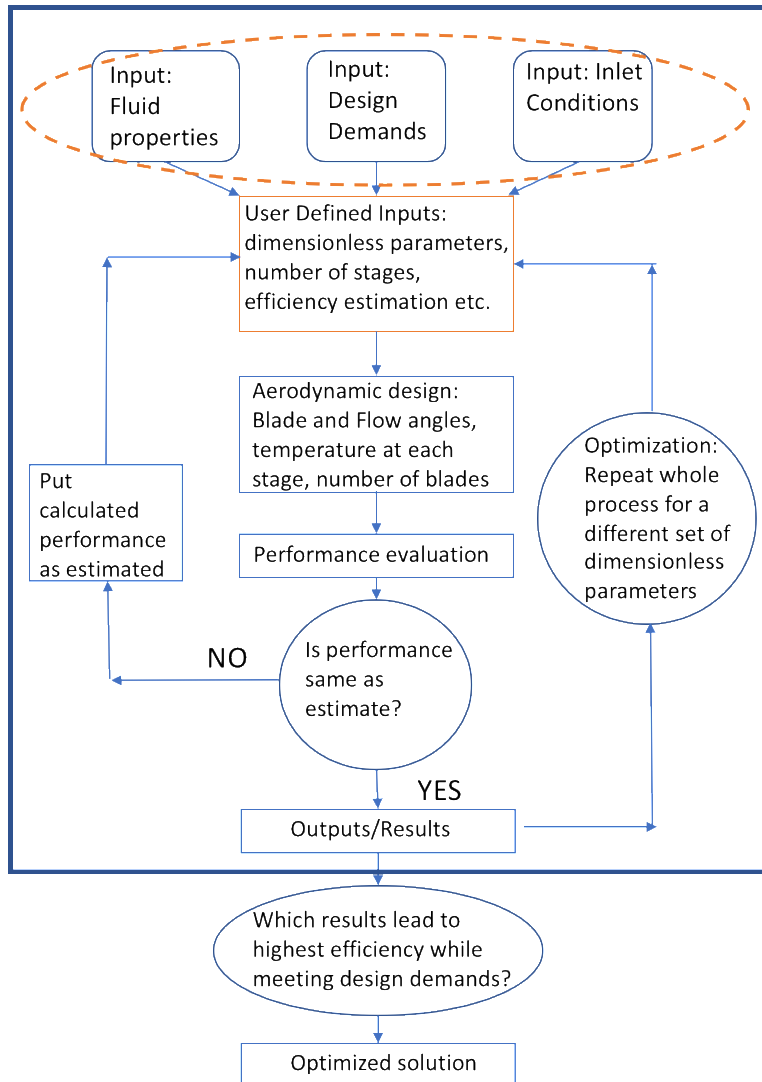 Input:
Fluid
properties
Input:
Design
Demands
Input: Inlet
Conditions
User Defined Inputs:
dimensionless parameters,
number of stages,
efficiency estimation etc.
Aerodynamic design:
Blade and Flow angles,
temperature at each
stage, number of blades
Put
calculated
performance
as estimated
Optimization:
Repeat whole
process for a
different set of
dimensionless
parameters
Performance evaluation
NO
Is performance
same as
estimate?
YES
Outputs/Results
Which results lead to
highest efficiency while
meeting design demands?
Optimized solution